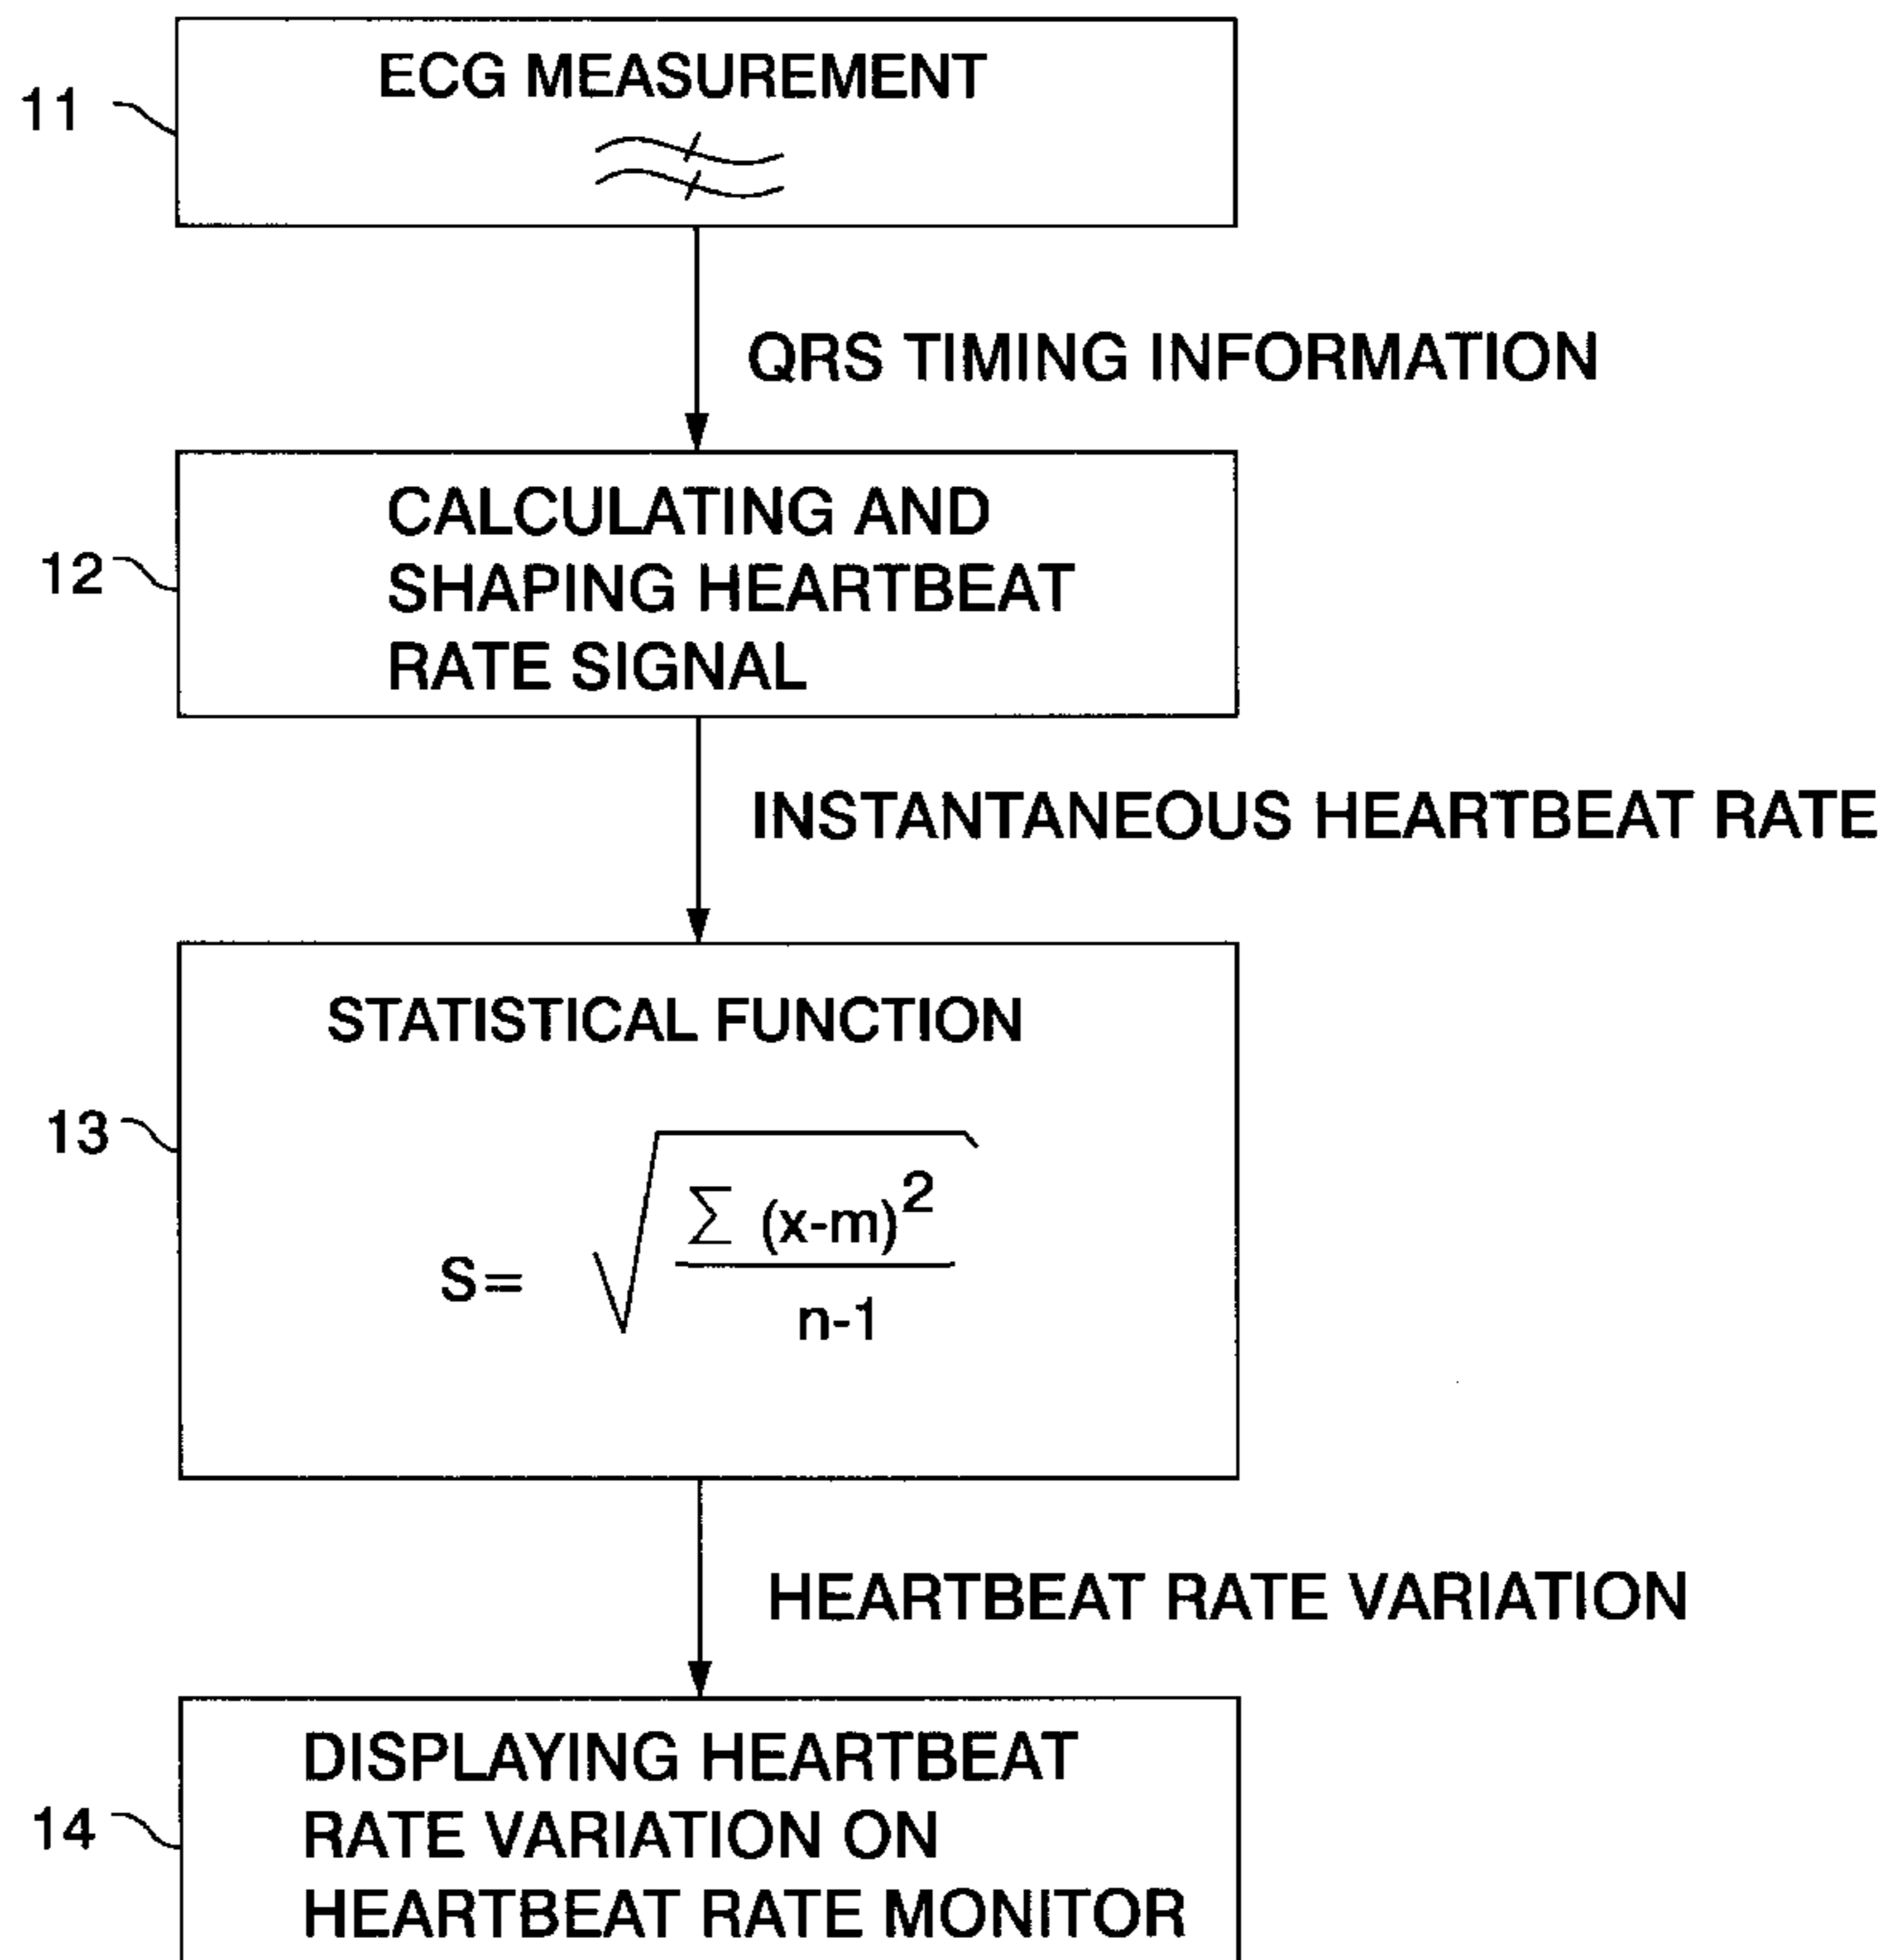 ECG MEASUREMENT
11
QRS TIMING INFORMATION
CALCULATING AND
SHAPING HEARTBEAT
RATE SIGNAL
12
INSTANTANEOUS HEARTBEAT RATE
STATISTICAL FUNCTION
13
S= √ ∑ (x-m)²
n-1
HEARTBEAT RATE VARIATION
DISPLAYING HEARTBEAT
RATE VARIATION ON
HEARTBEAT RATE MONITOR
14